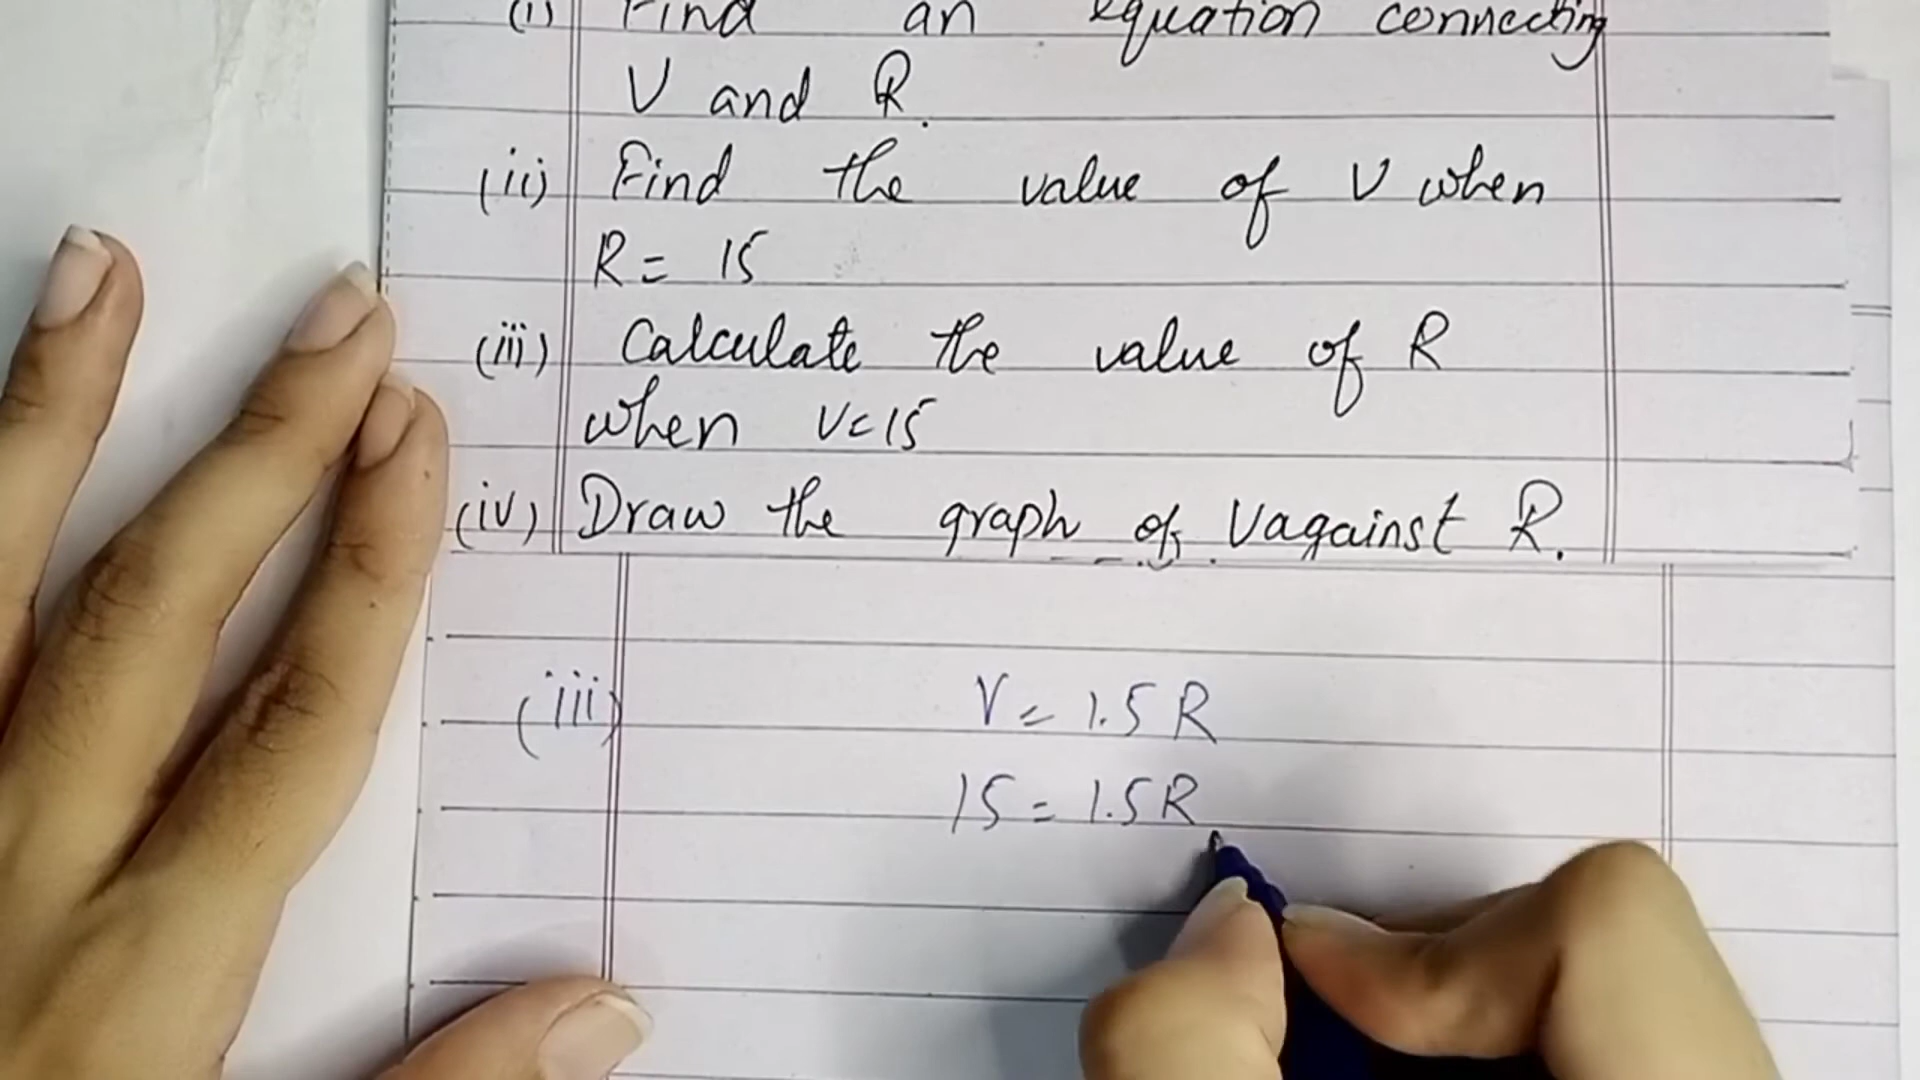 (i) Find an equation connecting
V and R.
(ii) Find the value of V when
R = 15
(iii) Calculate the value of R
when V=15
(iv) Draw the graph of V against R.
(iii) V = 1.5 R
15 = 1.5 R